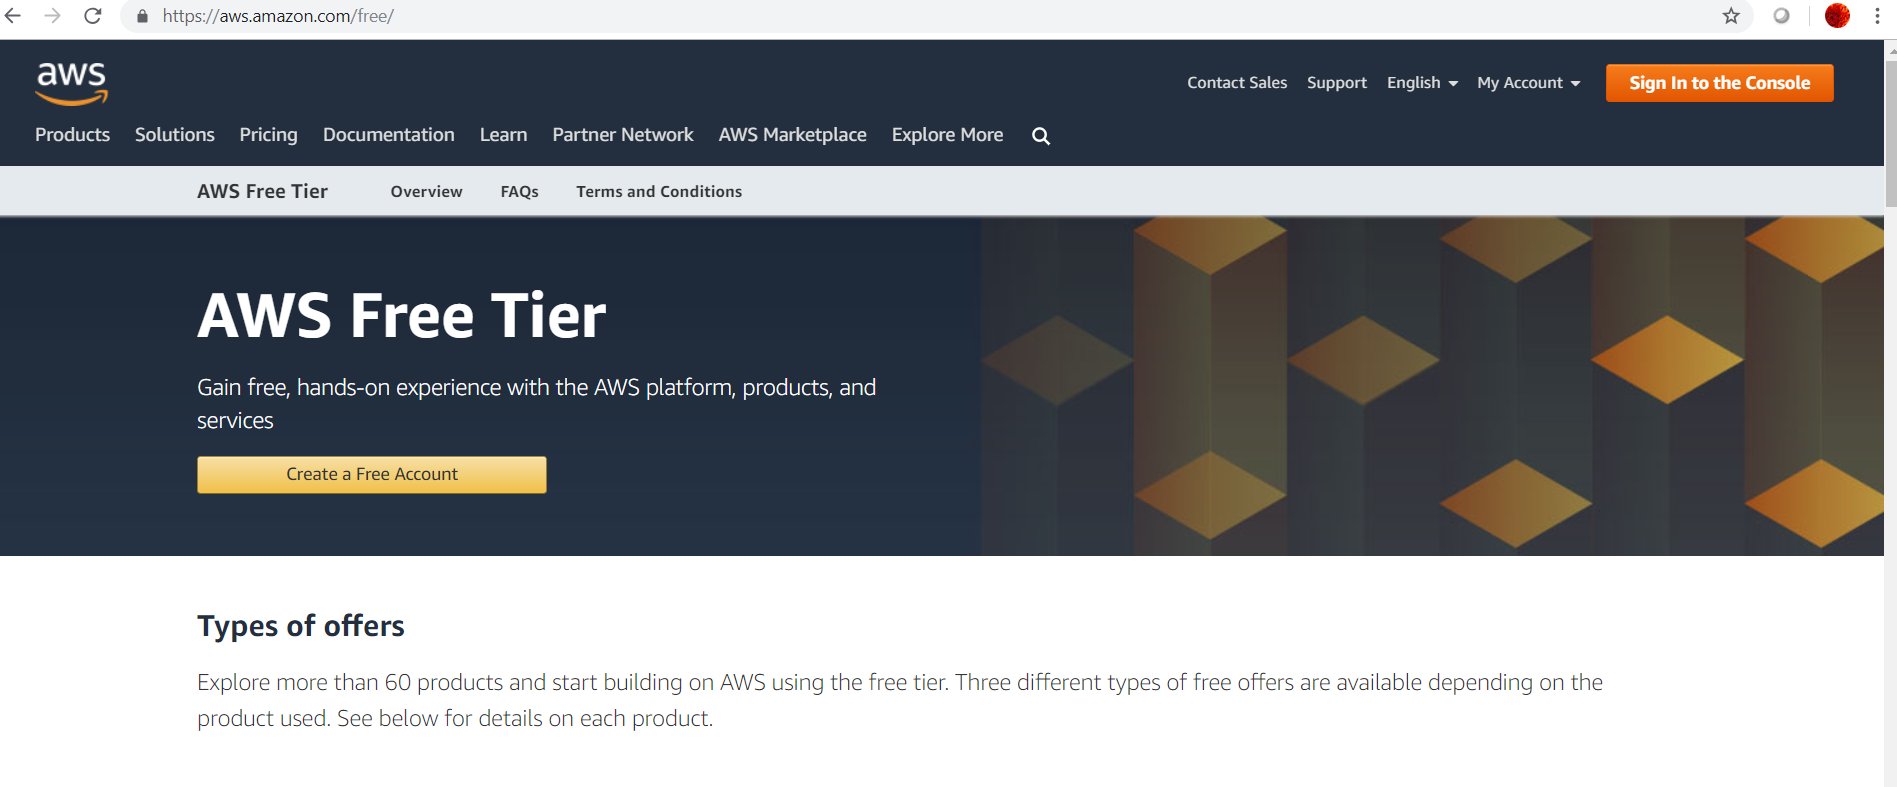 https://aws.amazon.com/free/
aws
Contact Sales Support English My Account Sign In to the Console
Products Solutions Pricing Documentation Learn Partner Network AWS Marketplace Explore More
AWS Free Tier Overview FAQs Terms and Conditions
AWS Free Tier
Gain free, hands-on experience with the AWS platform, products, and
services
Create a Free Account
Types of offers
Explore more than 60 products and start building on AWS using the free tier. Three different types of free offers are available depending on the
product used. See below for details on each product.